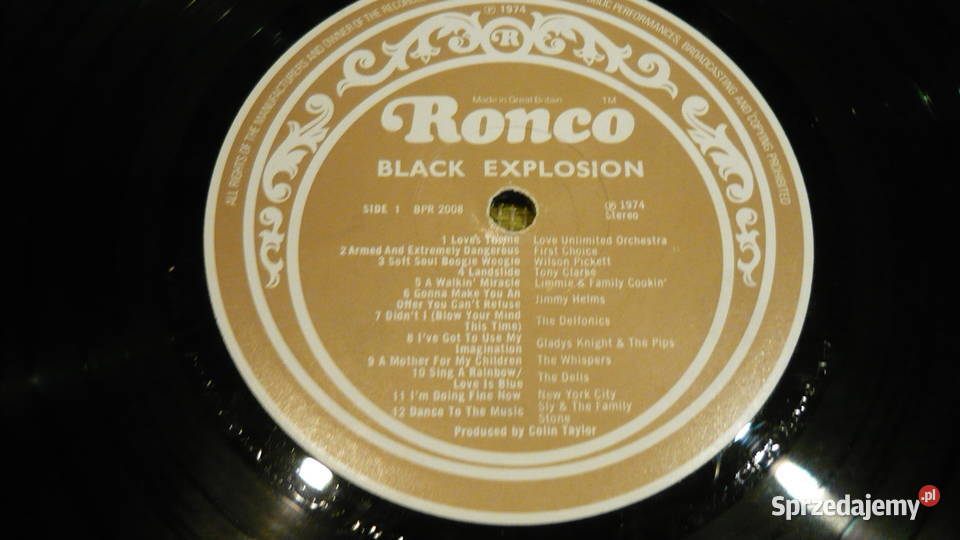 ALL RIGHTS OF THE MANUFACTURERS AND OWNER OF THE RECORDED
PERFORMANCES, BROADCASTING AND COPYING PROHIBITED
℗ 1974
R
Made in Great Britain
TM
Ronco
BLACK EXPLOSION
SIDE 1 BPR 2008
℗ 1974
Stereo
1 Love's Theme Love Unlimited Orchestra
2 Armed And Extremely Dangerous First Choice
3 Soft Soul Boogie Woogie Wilson Pickett
4 Landslide Tony Clarke
5 A Walkin' Miracle Limmie & Family Cookin'
6 Gonna Make You An
Offer You Can't Refuse Jimmy Helms
7 Didn't I (Blow Your Mind
This Time) The Delfonics
8 I've Got To Use My
Imagination Gladys Knight & The Pips
9 A Mother For My Children The Whispers
10 Sing A Rainbow/
Love Is Blue The Dells
11 I'm Doing Fine Now New York City
12 Dance To The Music Sly & The Family
Stone
Produced by Colin Taylor
Sprzedajemy.pl